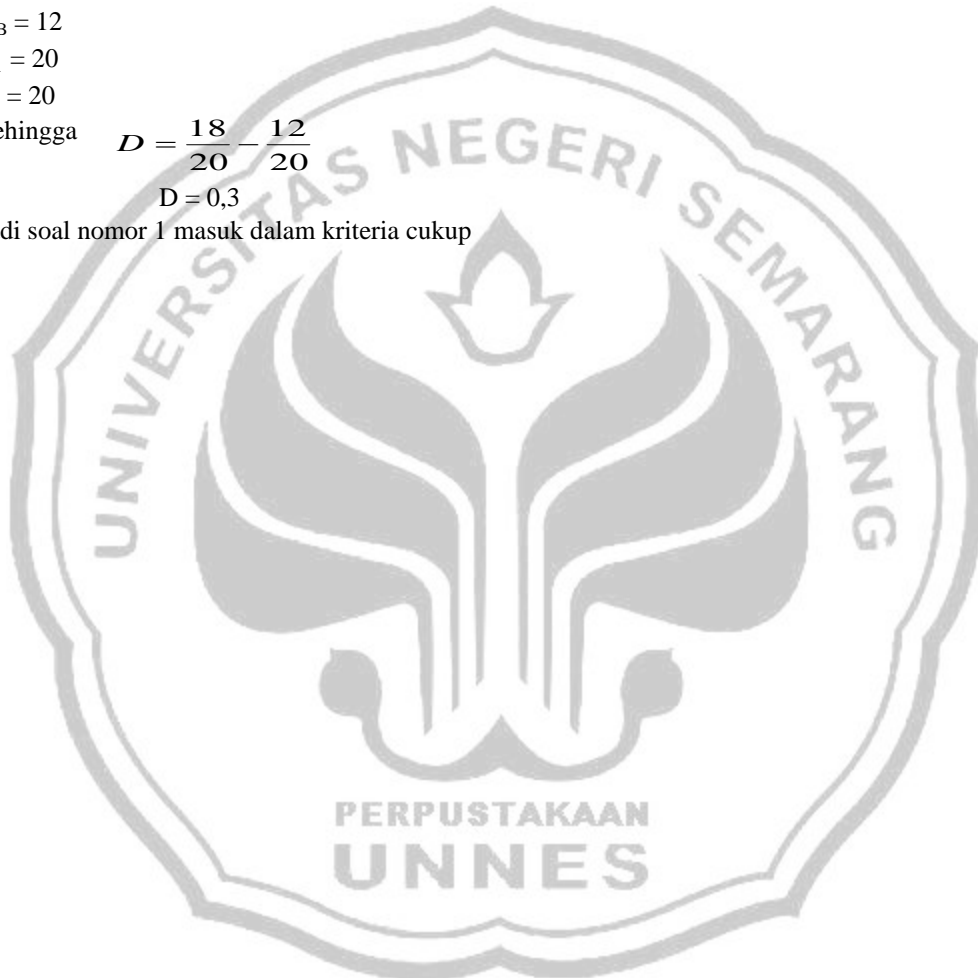 B = 12
= 20
= 20
ehingga D = 18/20 − 12/20
D = 0,3
di soal nomor 1 masuk dalam kriteria cukup
UNIVERSITAS NEGERI SEMARANG
PERPUSTAKAAN
UNNES